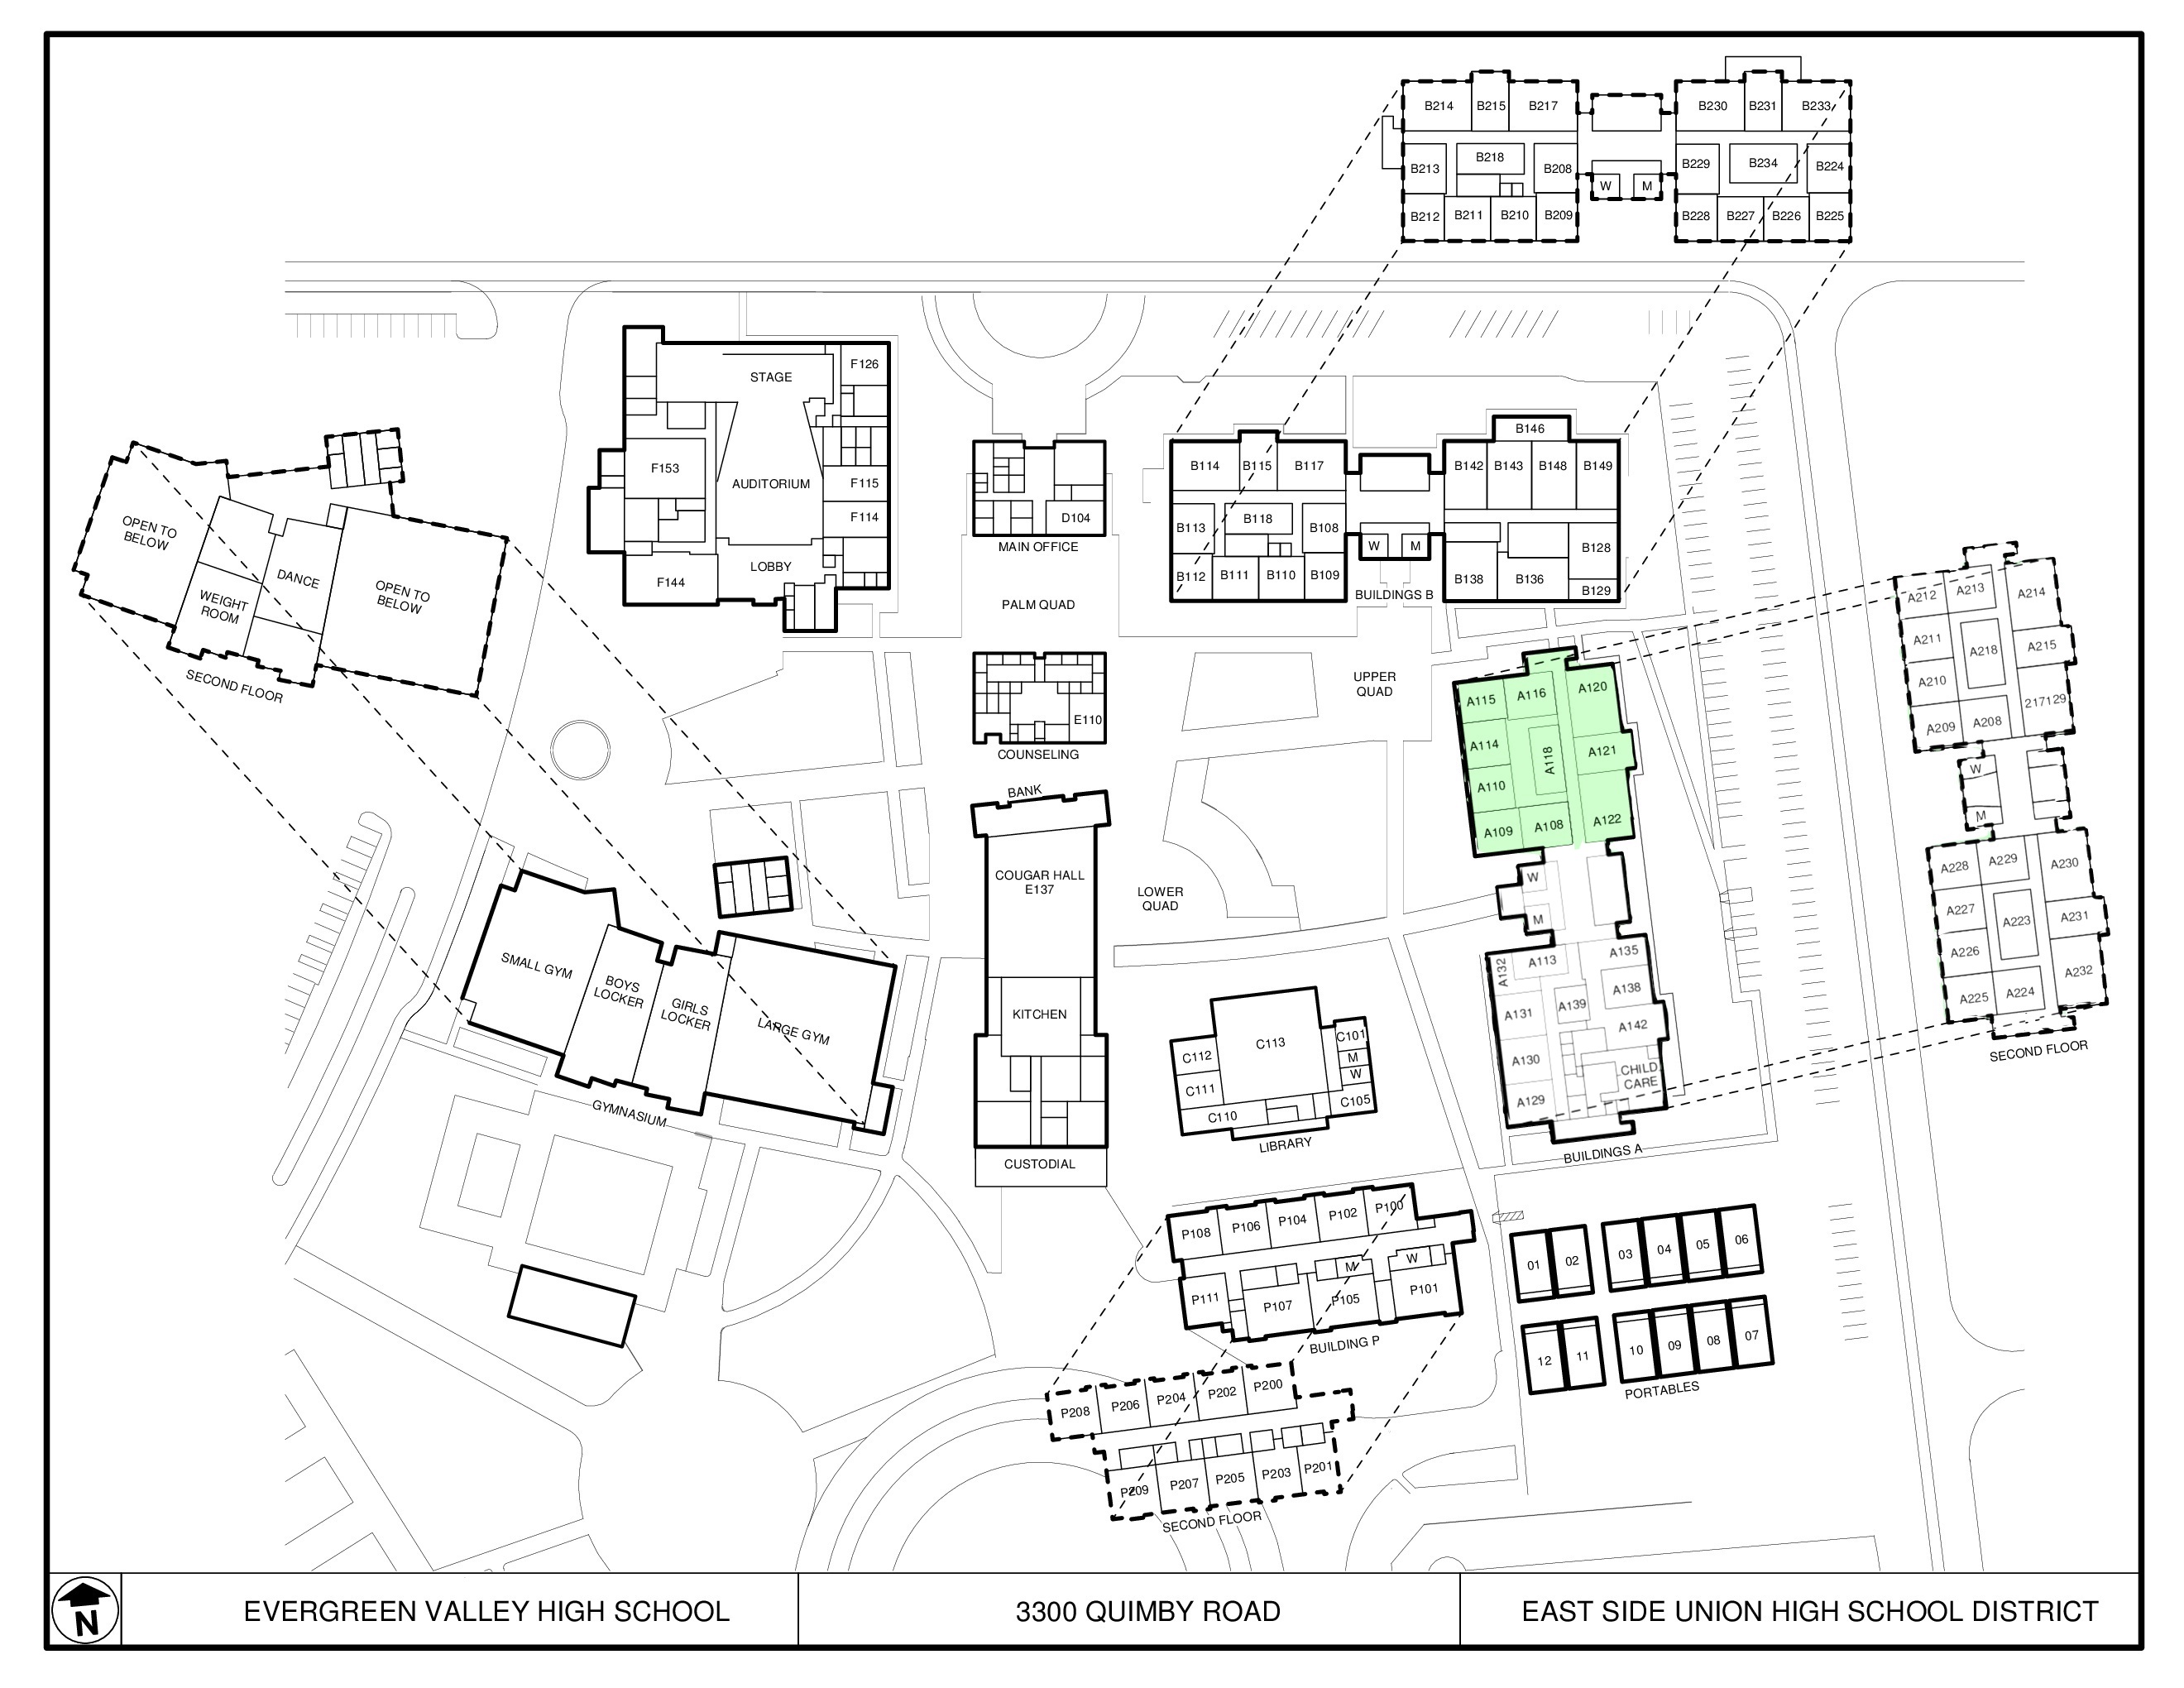 B214 B215 B217
B230 B231 B233
B213 B218 B208
B229 B234 B224
W M
B212 B211 B210 B209
B228 B227 B226 B225
STAGE
F126
F153
AUDITORIUM
F115
F114
LOBBY
F144
D104
MAIN OFFICE
PALM QUAD
B114 B115 B117
B113 B118 B108
B112 B111 B110 B109
W M
BUILDINGS B
B146
B142 B143 B148 B149
B128
B138 B136
B129
OPEN TO
BELOW
WEIGHT
ROOM
DANCE
OPEN TO
BELOW
SECOND FLOOR
E110
COUNSELING
UPPER
QUAD
A115 A116 A120
A114 A118 A121
A110
A109 A108 A122
W
M
A132 A113 A135
A131 A139 A138
A142
A130
CHILD
CARE
A129
BUILDINGS A
A212 A213 A214
A211 A218 A215
A210
217129
A209 A208
W
M
A228 A229 A230
A227 A223 A231
A226
A232
A225 A224
SECOND FLOOR
BANK
COUGAR HALL
E137
KITCHEN
CUSTODIAL
LOWER
QUAD
SMALL GYM
BOYS
LOCKER
GIRLS
LOCKER
LARGE GYM
GYMNASIUM
C113
C101
C112
M
W
C111
C105
C110
LIBRARY
P108 P106 P104 P102 P100
W
M
P111 P107 P105 P101
BUILDING P
P208 P206 P204 P202 P200
P209 P207 P205 P203 P201
SECOND FLOOR
01 02 03 04 05 06
12 11 10 09 08 07
PORTABLES
N
EVERGREEN VALLEY HIGH SCHOOL
3300 QUIMBY ROAD
EAST SIDE UNION HIGH SCHOOL DISTRICT